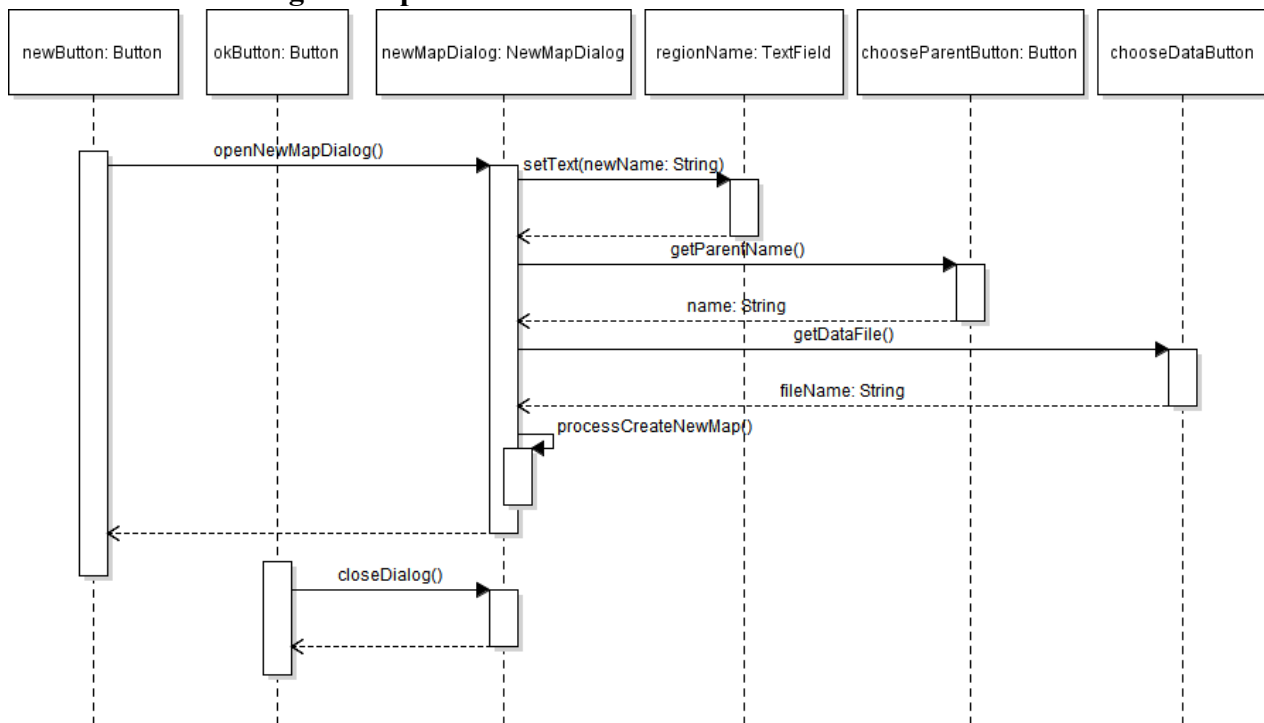 newButton: Button
okButton: Button
newMapDialog: NewMapDialog
regionName: TextField
chooseParentButton: Button
chooseDataButton
openNewMapDialog()
setText(newName: String)
getParentName()
name: String
getDataFile()
fileName: String
processCreateNewMap()
closeDialog()